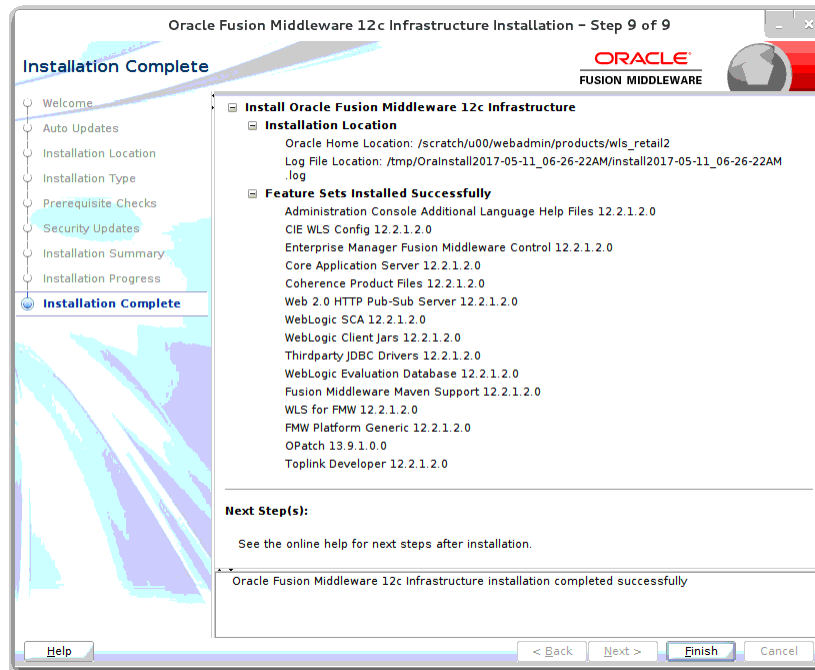 Oracle Fusion Middleware 12c Infrastructure Installation – Step 9 of 9
Installation Complete
ORACLE
FUSION MIDDLEWARE
Welcome
Auto Updates
Installation Location
Installation Type
Prerequisite Checks
Security Updates
Installation Summary
Installation Progress
Installation Complete
Install Oracle Fusion Middleware 12c Infrastructure
Installation Location
Oracle Home Location: /scratch/u00/webadmin/products/wls_retail2
Log File Location: /tmp/OraInstall2017-05-11_06-26-22AM/install2017-05-11_06-26-22AM
.log
Feature Sets Installed Successfully
Administration Console Additional Language Help Files 12.2.1.2.0
CIE WLS Config 12.2.1.2.0
Enterprise Manager Fusion Middleware Control 12.2.1.2.0
Core Application Server 12.2.1.2.0
Coherence Product Files 12.2.1.2.0
Web 2.0 HTTP Pub-Sub Server 12.2.1.2.0
WebLogic SCA 12.2.1.2.0
WebLogic Client Jars 12.2.1.2.0
Thirdparty JDBC Drivers 12.2.1.2.0
WebLogic Evaluation Database 12.2.1.2.0
Fusion Middleware Maven Support 12.2.1.2.0
WLS for FMW 12.2.1.2.0
FMW Platform Generic 12.2.1.2.0
OPatch 13.9.1.0.0
Toplink Developer 12.2.1.2.0
Next Step(s):
See the online help for next steps after installation.
Oracle Fusion Middleware 12c Infrastructure installation completed successfully
Help
< Back
Next >
Finish
Cancel